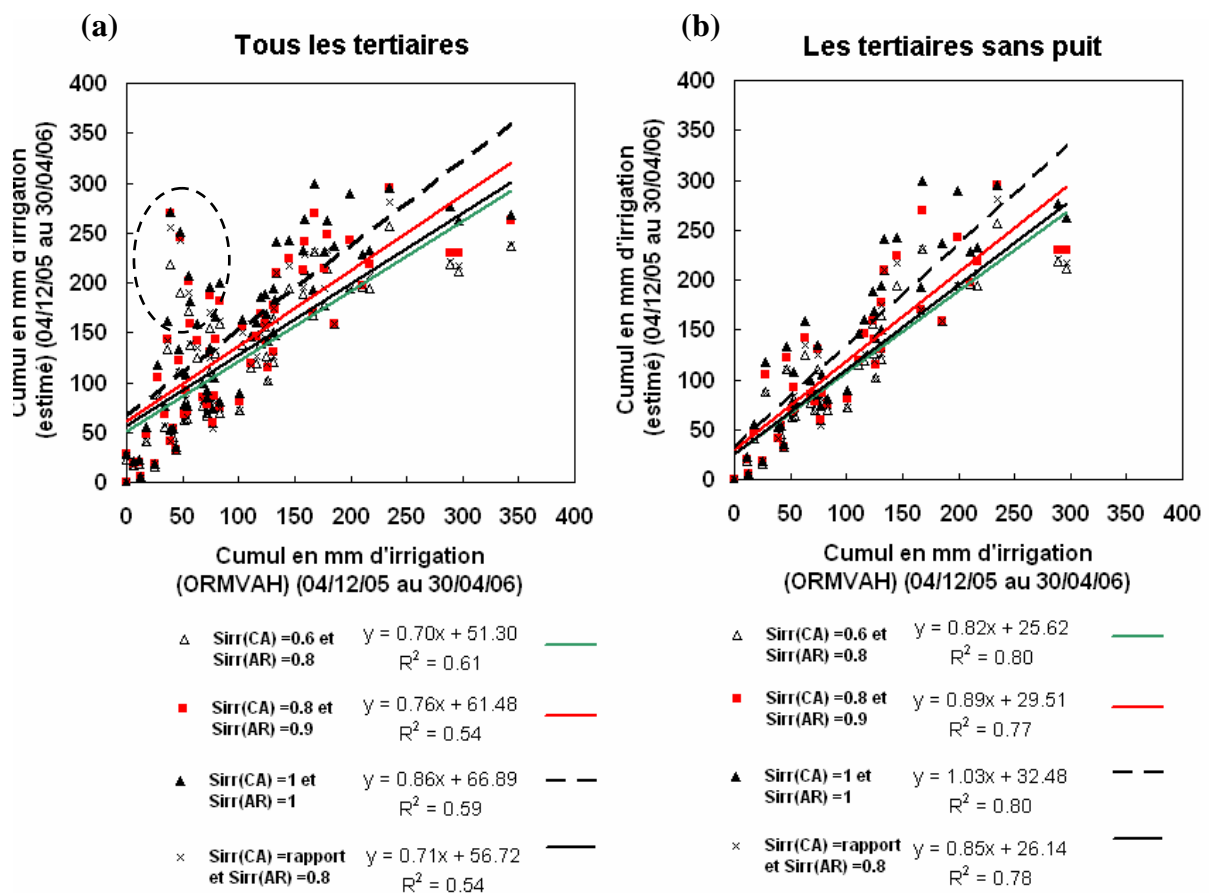 (a)
Tous les tertiaires
400
350
300
250
200
150
100
50
0
Cumul en mm d'irrigation
(estimé) (04/12/05 au 30/04/06)
0 50 100 150 200 250 300 350 400
Cumul en mm d'irrigation
(ORMVAH) (04/12/05 au 30/04/06)
Sirr(CA) =0.6 et
Sirr(AR) =0.8
y = 0.70x + 51.30
R² = 0.61
Sirr(CA) =0.8 et
Sirr(AR) =0.9
y = 0.76x + 61.48
R² = 0.54
Sirr(CA) =1 et
Sirr(AR) =1
y = 0.86x + 66.89
R² = 0.59
Sirr(CA) =rapport
et Sirr(AR) =0.8
y = 0.71x + 56.72
R² = 0.54
(b)
Les tertiaires sans puit
400
350
300
250
200
150
100
50
0
Cumul en mm d'irrigation
(estimé) (04/12/05 au 30/04/06)
0 50 100 150 200 250 300 350 400
Cumul en mm d'irrigation
(ORMVAH) (04/12/05 au 30/04/06)
Sirr(CA) =0.6 et
Sirr(AR) =0.8
y = 0.82x + 25.62
R² = 0.80
Sirr(CA) =0.8 et
Sirr(AR) =0.9
y = 0.89x + 29.51
R² = 0.77
Sirr(CA) =1 et
Sirr(AR) =1
y = 1.03x + 32.48
R² = 0.80
Sirr(CA) =rapport
et Sirr(AR) =0.8
y = 0.85x + 26.14
R² = 0.78